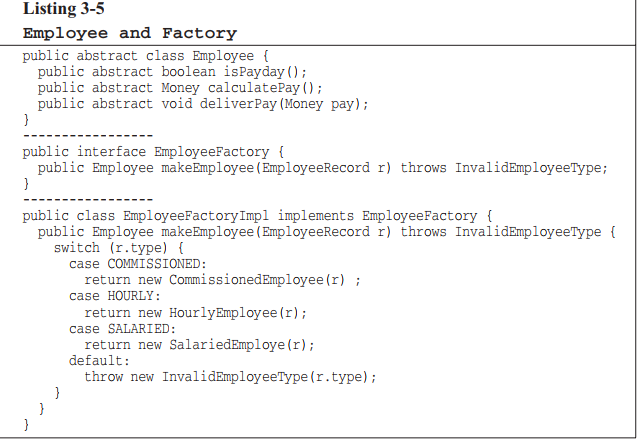 Listing 3-5
Employee and Factory
public abstract class Employee {
public abstract boolean isPayday();
public abstract Money calculatePay();
public abstract void deliverPay(Money pay);
}
-----------------
public interface EmployeeFactory {
public Employee makeEmployee(EmployeeRecord r) throws InvalidEmployeeType;
}
-----------------
public class EmployeeFactoryImpl implements EmployeeFactory {
public Employee makeEmployee(EmployeeRecord r) throws InvalidEmployeeType {
switch (r.type) {
case COMMISSIONED:
return new CommissionedEmployee(r) ;
case HOURLY:
return new HourlyEmployee(r);
case SALARIED:
return new SalariedEmploye(r);
default:
throw new InvalidEmployeeType(r.type);
}
}
}